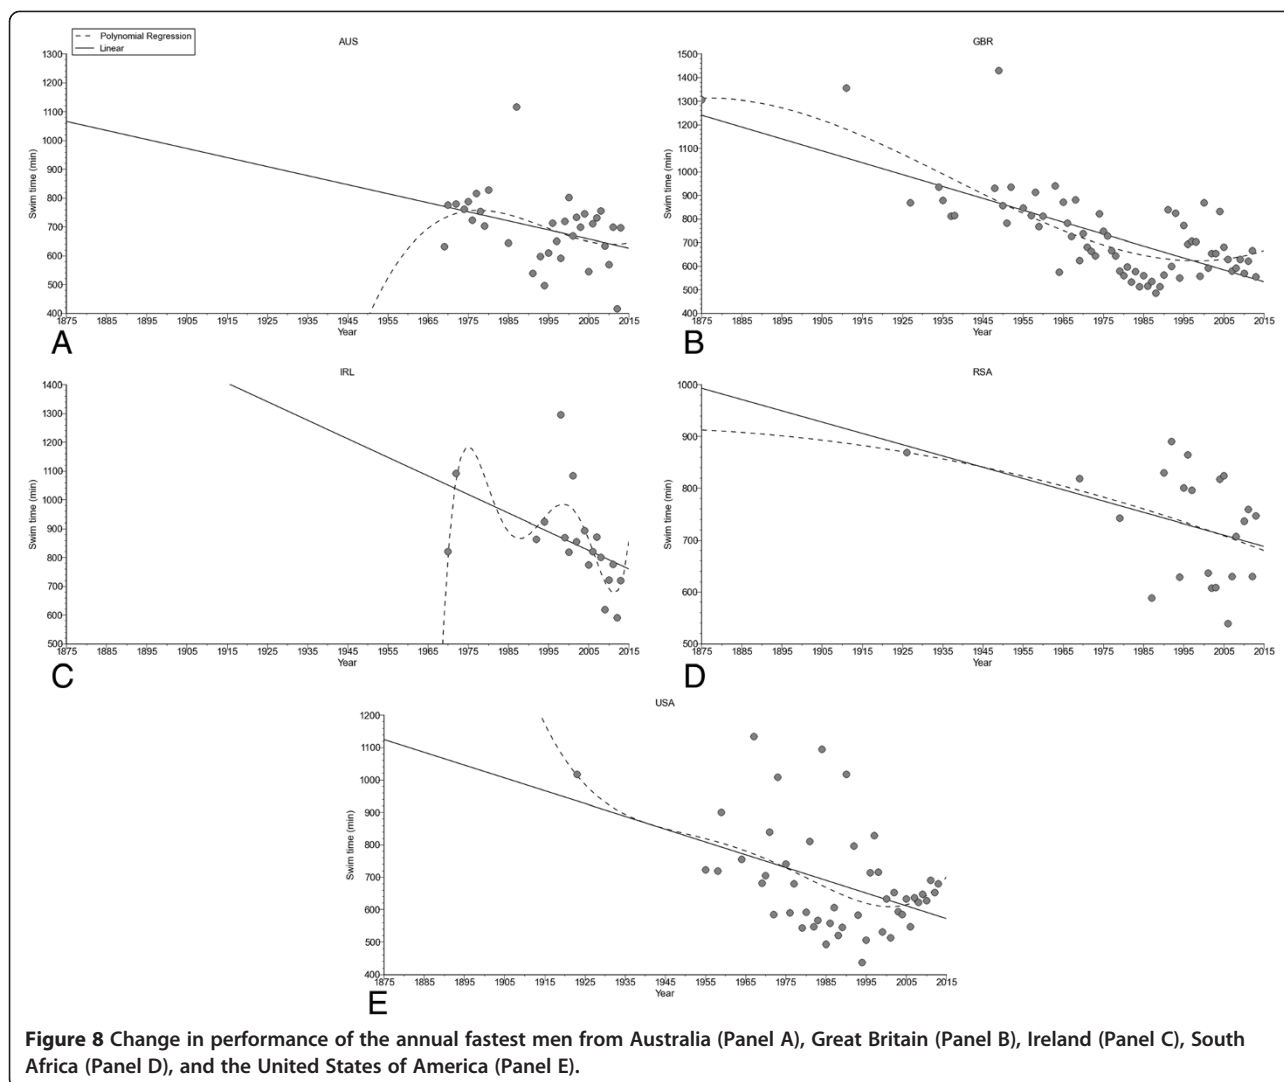 Polynomial Regression
Linear
AUS
Swim time (min)
1300
1200
1100
1000
900
800
700
600
500
400
1875 1885 1895 1905 1915 1925 1935 1945 1955 1965 1975 1985 1995 2005 2015
Year
A
GBR
Swim time (min)
1500
1400
1300
1200
1100
1000
900
800
700
600
500
400
1875 1885 1895 1905 1915 1925 1935 1945 1955 1965 1975 1985 1995 2005 2015
Year
B
IRL
Swim time (min)
1400
1300
1200
1100
1000
900
800
700
600
500
1875 1885 1895 1905 1915 1925 1935 1945 1955 1965 1975 1985 1995 2005 2015
Year
C
RSA
Swim time (min)
1000
900
800
700
600
500
1875 1885 1895 1905 1915 1925 1935 1945 1955 1965 1975 1985 1995 2005 2015
Year
D
USA
Swim time (min)
1200
1100
1000
900
800
700
600
500
400
1875 1885 1895 1905 1915 1925 1935 1945 1955 1965 1975 1985 1995 2005 2015
Year
E
Figure 8 Change in performance of the annual fastest men from Australia (Panel A), Great Britain (Panel B), Ireland (Panel C), South
Africa (Panel D), and the United States of America (Panel E).